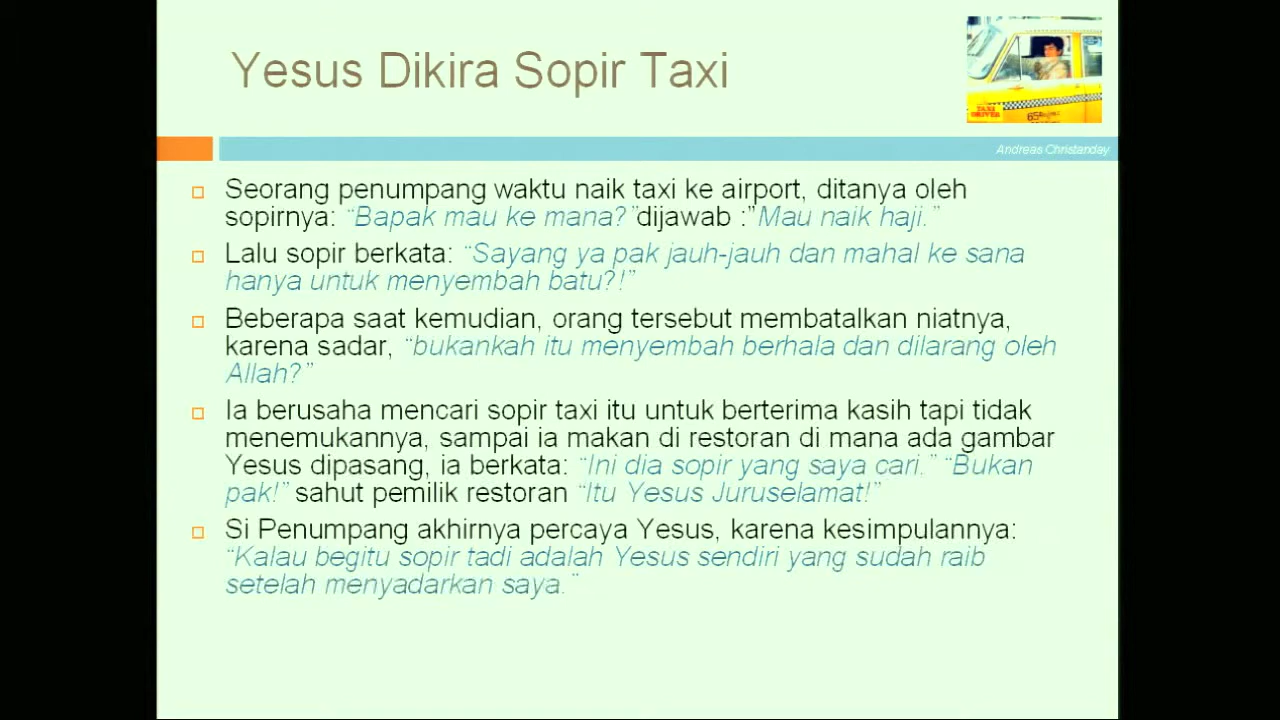 Yesus Dikira Sopir Taxi
TAXI
DRIVER
65¢
Andreas Christanday
Seorang penumpang waktu naik taxi ke airport, ditanya oleh
sopirnya: “Bapak mau ke mana?”dijawab :”Mau naik haji.”
Lalu sopir berkata: “Sayang ya pak jauh-jauh dan mahal ke sana
hanya untuk menyembah batu?!”
Beberapa saat kemudian, orang tersebut membatalkan niatnya,
karena sadar, “bukankah itu menyembah berhala dan dilarang oleh
Allah?”
Ia berusaha mencari sopir taxi itu untuk berterima kasih tapi tidak
menemukannya, sampai ia makan di restoran di mana ada gambar
Yesus dipasang, ia berkata: “Ini dia sopir yang saya cari.” “Bukan
pak!” sahut pemilik restoran “Itu Yesus Juruselamat!”
Si Penumpang akhirnya percaya Yesus, karena kesimpulannya:
“Kalau begitu sopir tadi adalah Yesus sendiri yang sudah raib
setelah menyadarkan saya.”